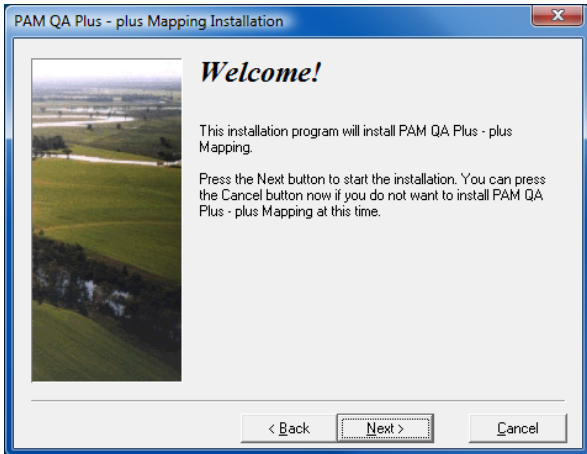 PAM QA Plus - plus Mapping Installation
Welcome!
This installation program will install PAM QA Plus - plus
Mapping.
Press the Next button to start the installation. You can press
the Cancel button now if you do not want to install PAM QA
Plus - plus Mapping at this time.
< Back Next > Cancel